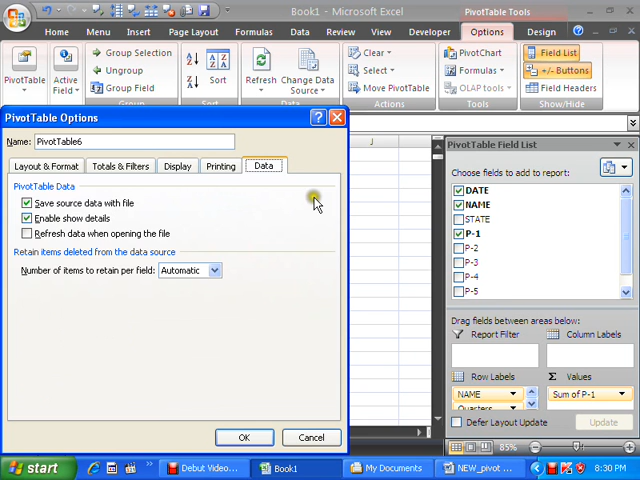 Book1 - Microsoft Excel
PivotTable Tools
Home Menu Insert Page Layout Formulas Data Review View Developer Options Design
PivotTable
Active Field
Group Selection
Ungroup
Group Field
Group
Sort
Refresh
Change Data Source
Data
Clear
Select
Move PivotTable
Actions
PivotChart
Formulas
OLAP tools
Tools
Field List
+/- Buttons
Field Headers
Show/Hide
PivotTable Options
Name: PivotTable6
Layout & Format Totals & Filters Display Printing Data
PivotTable Data
Save source data with file
Enable show details
Refresh data when opening the file
Retain items deleted from the data source
Number of items to retain per field: Automatic
OK Cancel
J
PivotTable Field List
Choose fields to add to report:
DATE
NAME
STATE
P-1
P-2
P-3
P-4
P-5
Drag fields between areas below:
Report Filter Column Labels
Row Labels Σ Values
NAME Sum of P-1
Quarters
Defer Layout Update Update
85%
start Debut Video... Book1 My Documents NEW_pivot ... 8:30 PM